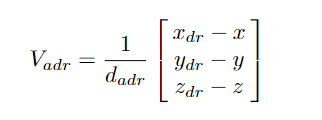 V_{adr} = \frac{1}{d_{adr}} \begin{bmatrix} x_{dr} - x \\ y_{dr} - y \\ z_{dr} - z \end{bmatrix}